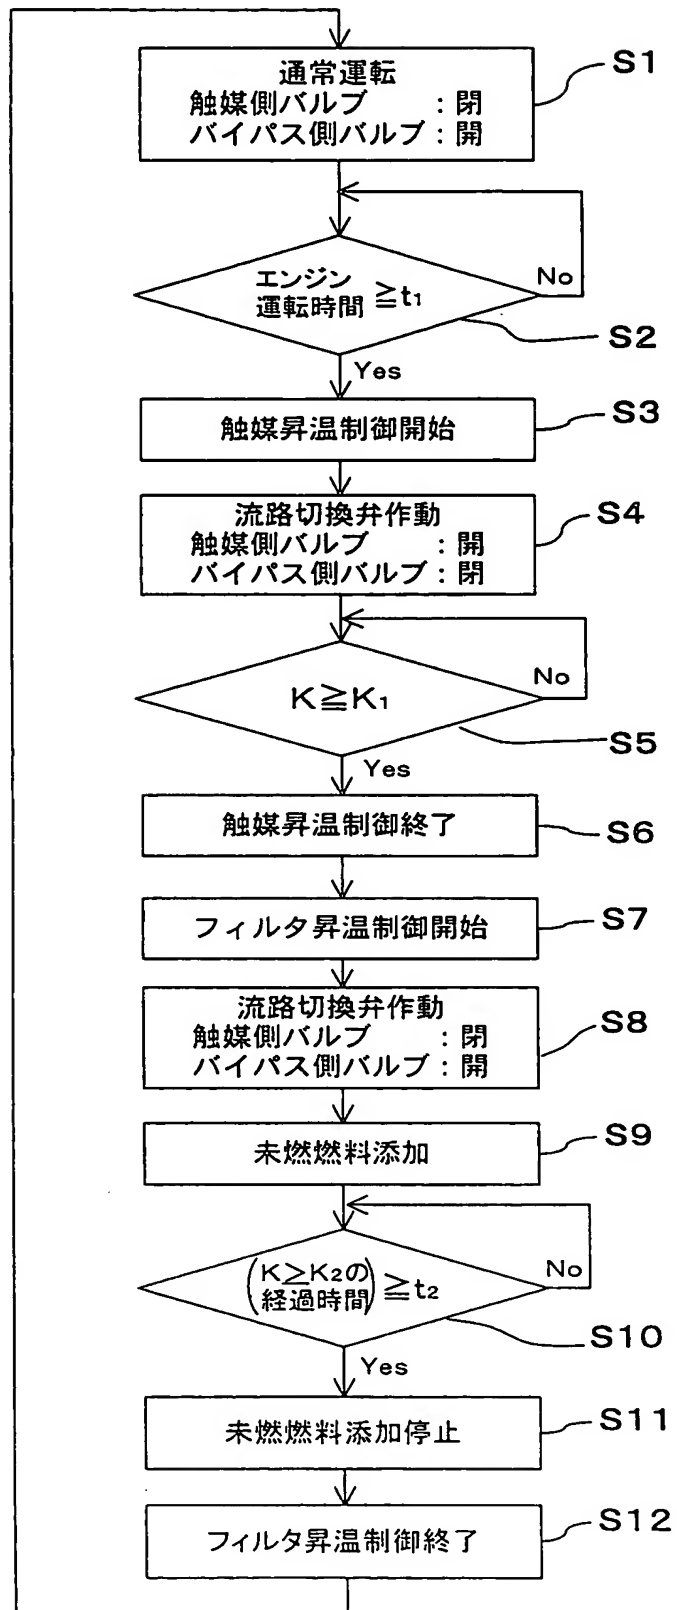 通常運転
触媒側バルブ :閉
バイパス側バルブ:開
S1
エンジン
運転時間 ≧t₁
No
S2
Yes
触媒昇温制御開始
S3
流路切換弁作動
触媒側バルブ :開
バイパス側バルブ:閉
S4
K≧K₁
No
S5
Yes
触媒昇温制御終了
S6
フィルタ昇温制御開始
S7
流路切換弁作動
触媒側バルブ :閉
バイパス側バルブ:開
S8
未燃燃料添加
S9
(K≧K₂の
経過時間) ≧t₂
No
S10
Yes
未燃燃料添加停止
S11
フィルタ昇温制御終了
S12